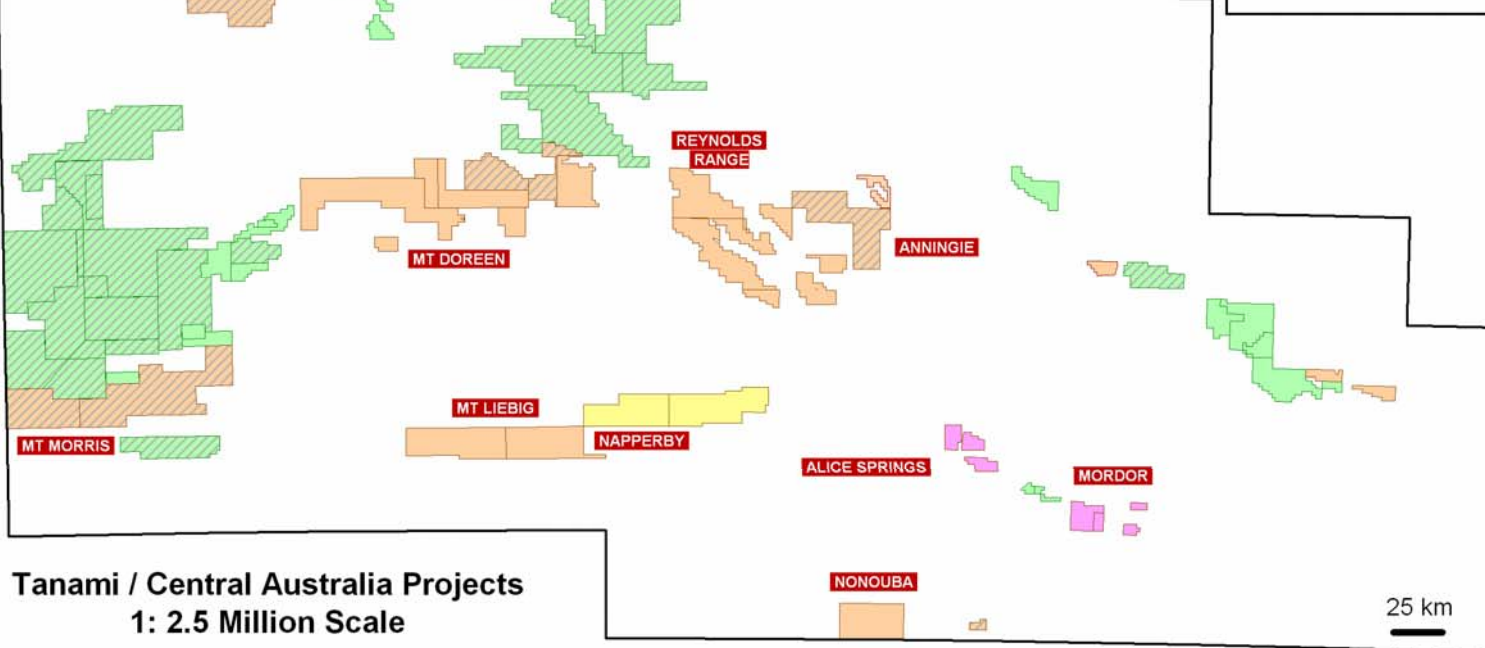 REYNOLDS
RANGE
ANNINGIE
MT DOREEN
MT LIEBIG
NAPPERBY
MT MORRIS
ALICE SPRINGS
MORDOR
NONOUBA
Tanami / Central Australia Projects
1: 2.5 Million Scale
25 km